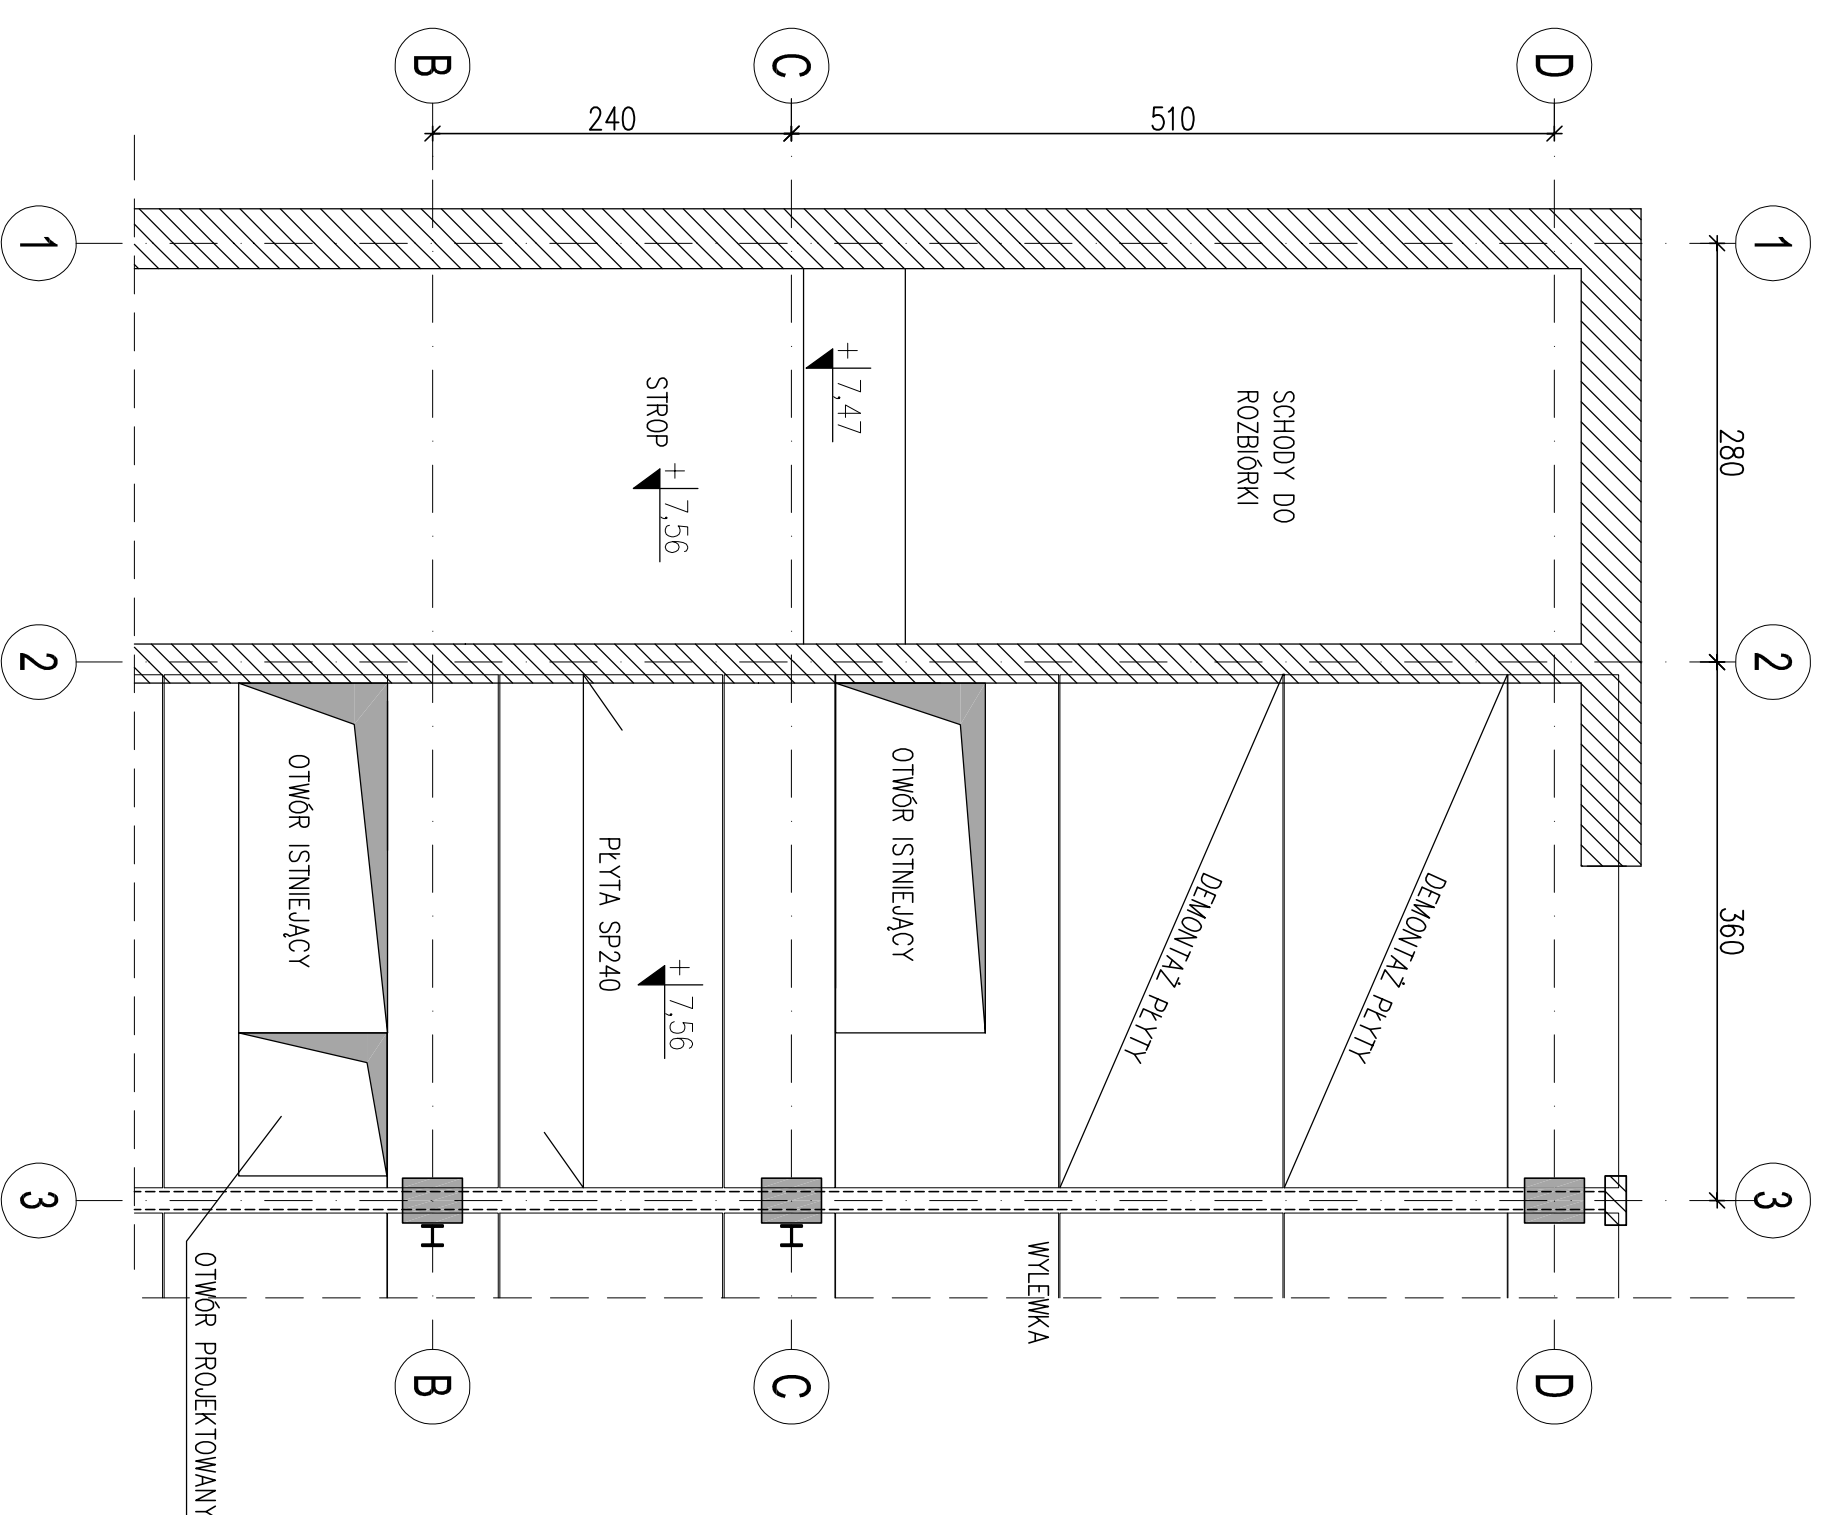 B
C
D
240
510
1
1
280
+7,47
STROP
+7,56
SCHODY DO
ROZBIÓRKI
2
2
360
OTWÓR ISTNIEJĄCY
PŁYTA SP240
+7,56
OTWÓR ISTNIEJĄCY
DEMONTAŻ PŁYTY
DEMONTAŻ PŁYTY
3
3
OTWÓR PROJEKTOWANY
WYLEWKA
B
C
D